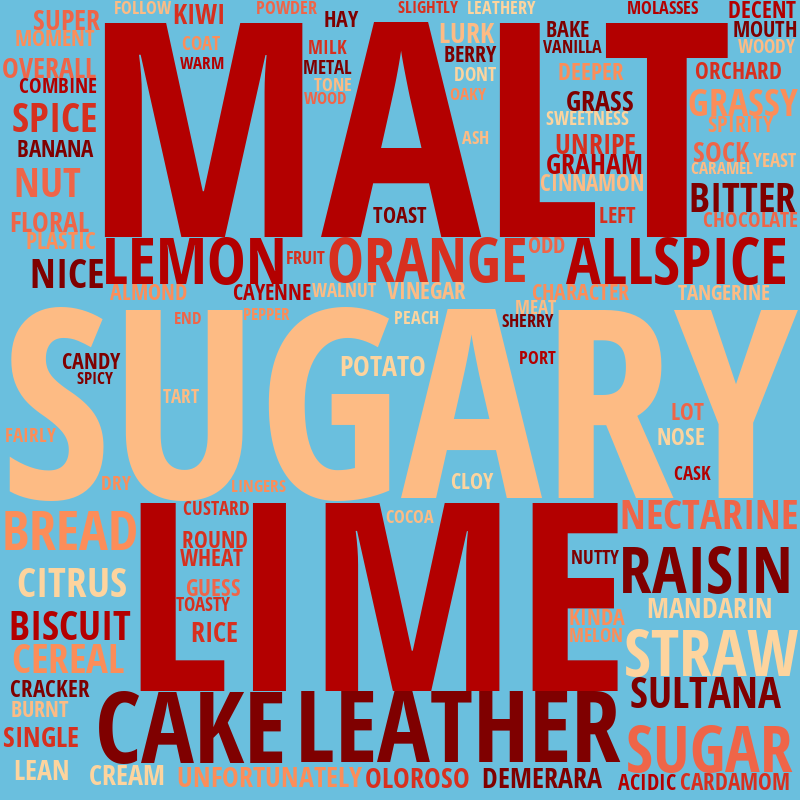 FOLLOW KIWI POWDER SLIGHTLY LEATHERY MOLASSES DECENT
SUPER HAY MOUTH
MOMENT COAT MILK LURK BAKE WOODY
MALT
BERRY VANILLA
OVERALL WARM METAL DONT DEEPER ORCHARD
COMBINE TONE
WOOD OAKY GRASS GRASSY
SPICE SWEETNESS SPIRITY
BANANA ASH UNRIPE SOCK
GRAHAM YEAST
CARAMEL
NUT CINNAMON BITTER
FLORAL TOAST LEFT CHOCOLATE
PLASTIC
NICE LEMON FRUIT ORANGE ODD ALLSPICE
ALMOND CAYENNE WALNUT VINEGAR CHARACTER TANGERINE
MEAT
END PEPPER PEACH SHERRY
SUGARY
CANDY POTATO PORT
SPICY
TART
LOT
FAIRLY NOSE
DRY LINGERS CLOY CASK
CUSTARD COCOA NECTARINE
BREAD
LIME
ROUND
WHEAT NUTTY RAISIN
CITRUS GUESS
TOASTY MANDARIN
BISCUIT RICE KINDA
MELON STRAW
CEREAL
CRACKER SULTANA
BURNT
CAKE LEATHER
SINGLE SUGAR
LEAN CREAM UNFORTUNATELY OLOROSO DEMERARA ACIDIC CARDAMOM